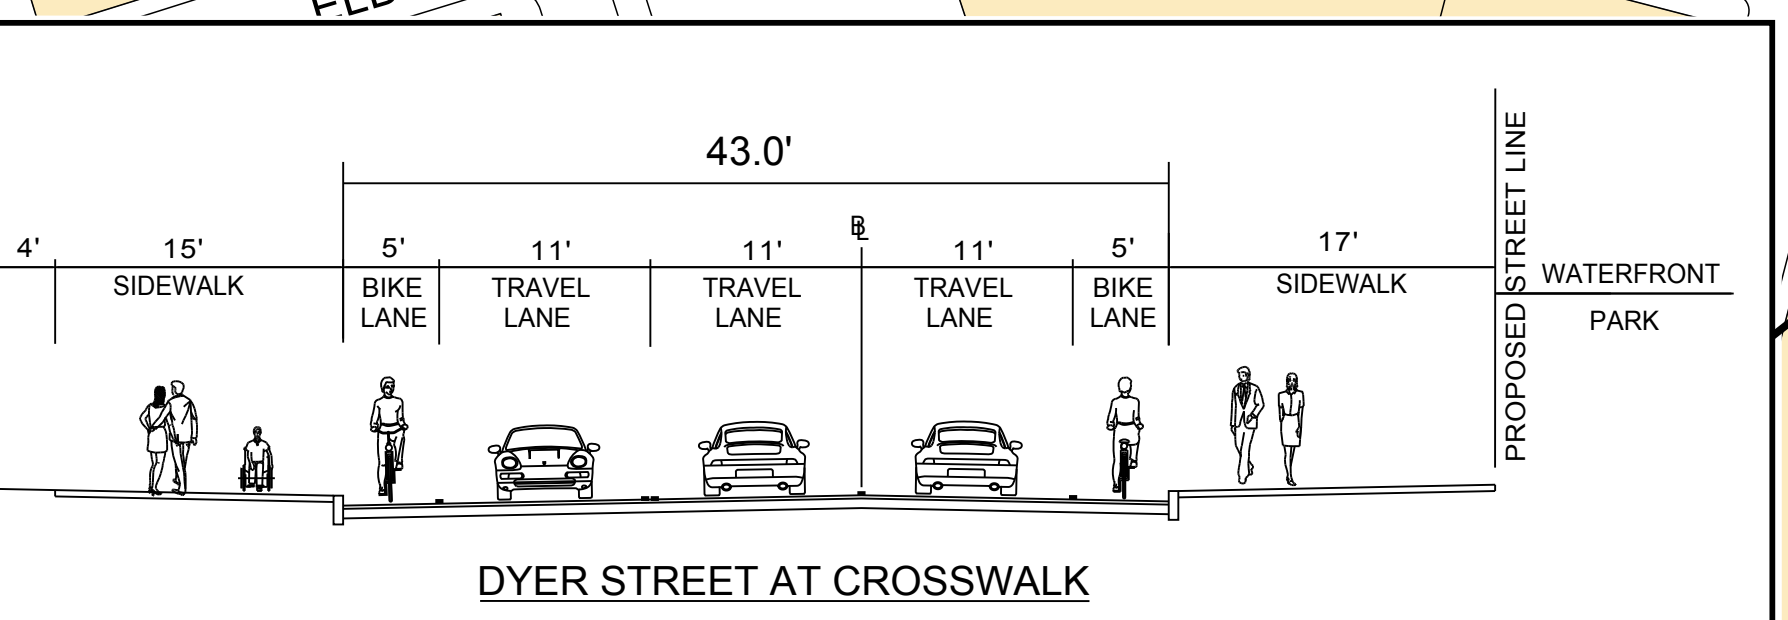 43.0'
BL
4'
15'
5'
11'
11'
11'
5'
17'
SIDEWALK
BIKE
LANE
TRAVEL
LANE
TRAVEL
LANE
TRAVEL
LANE
BIKE
LANE
SIDEWALK
PROPOSED STREET LINE
WATERFRONT
PARK
DYER STREET AT CROSSWALK